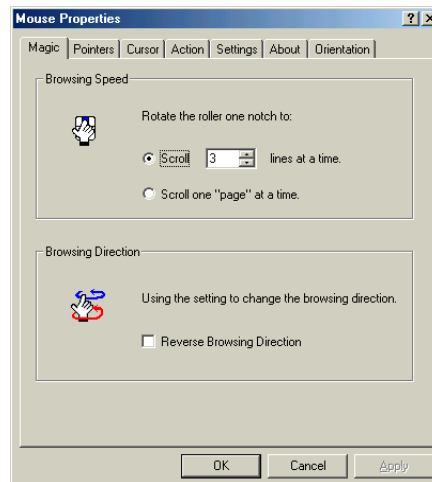 Mouse Properties
Magic Pointers Cursor Action Settings About Orientation
Browsing Speed
Rotate the roller one notch to:
Scroll 3 lines at a time.
Scroll one "page" at a time.
Browsing Direction
Using the setting to change the browsing direction.
Reverse Browsing Direction
OK Cancel Apply